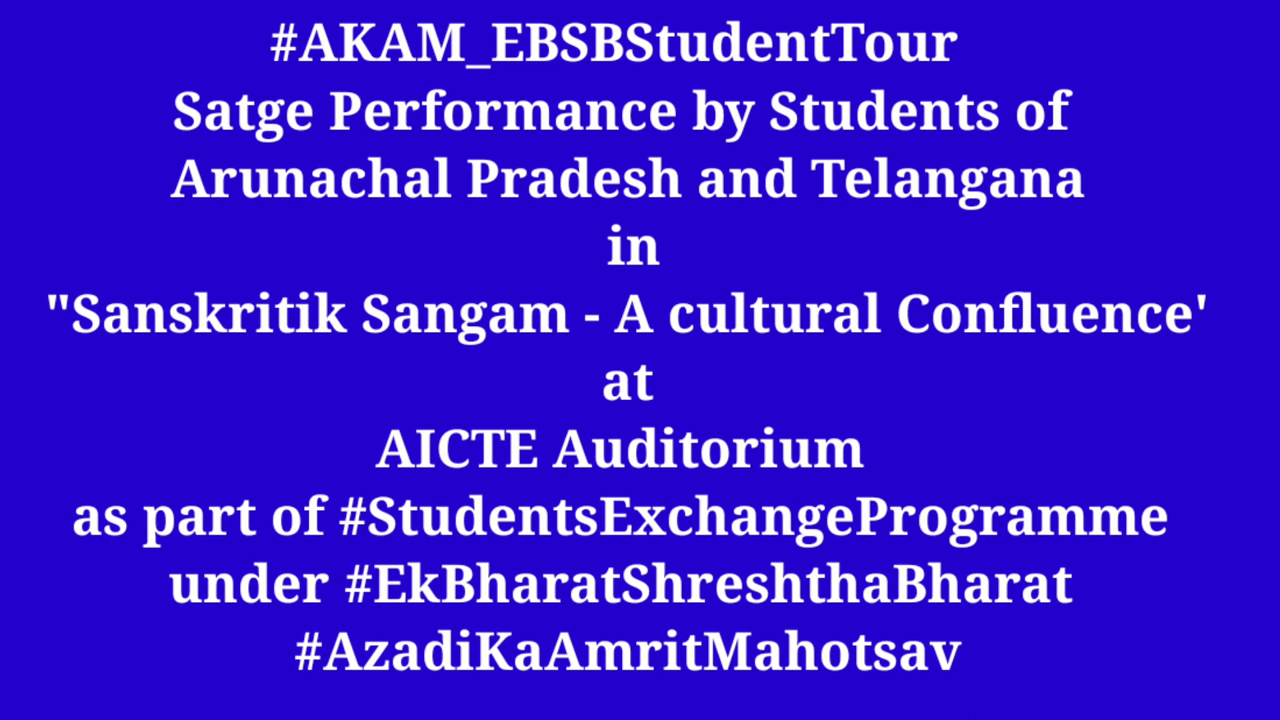 #AKAM_EBSBStudentTour
Satge Performance by Students of
Arunachal Pradesh and Telangana
in
"Sanskritik Sangam - A cultural Confluence'
at
AICTE Auditorium
as part of #StudentsExchangeProgramme
under #EkBharatShreshthaBharat
#AzadiKaAmritMahotsav